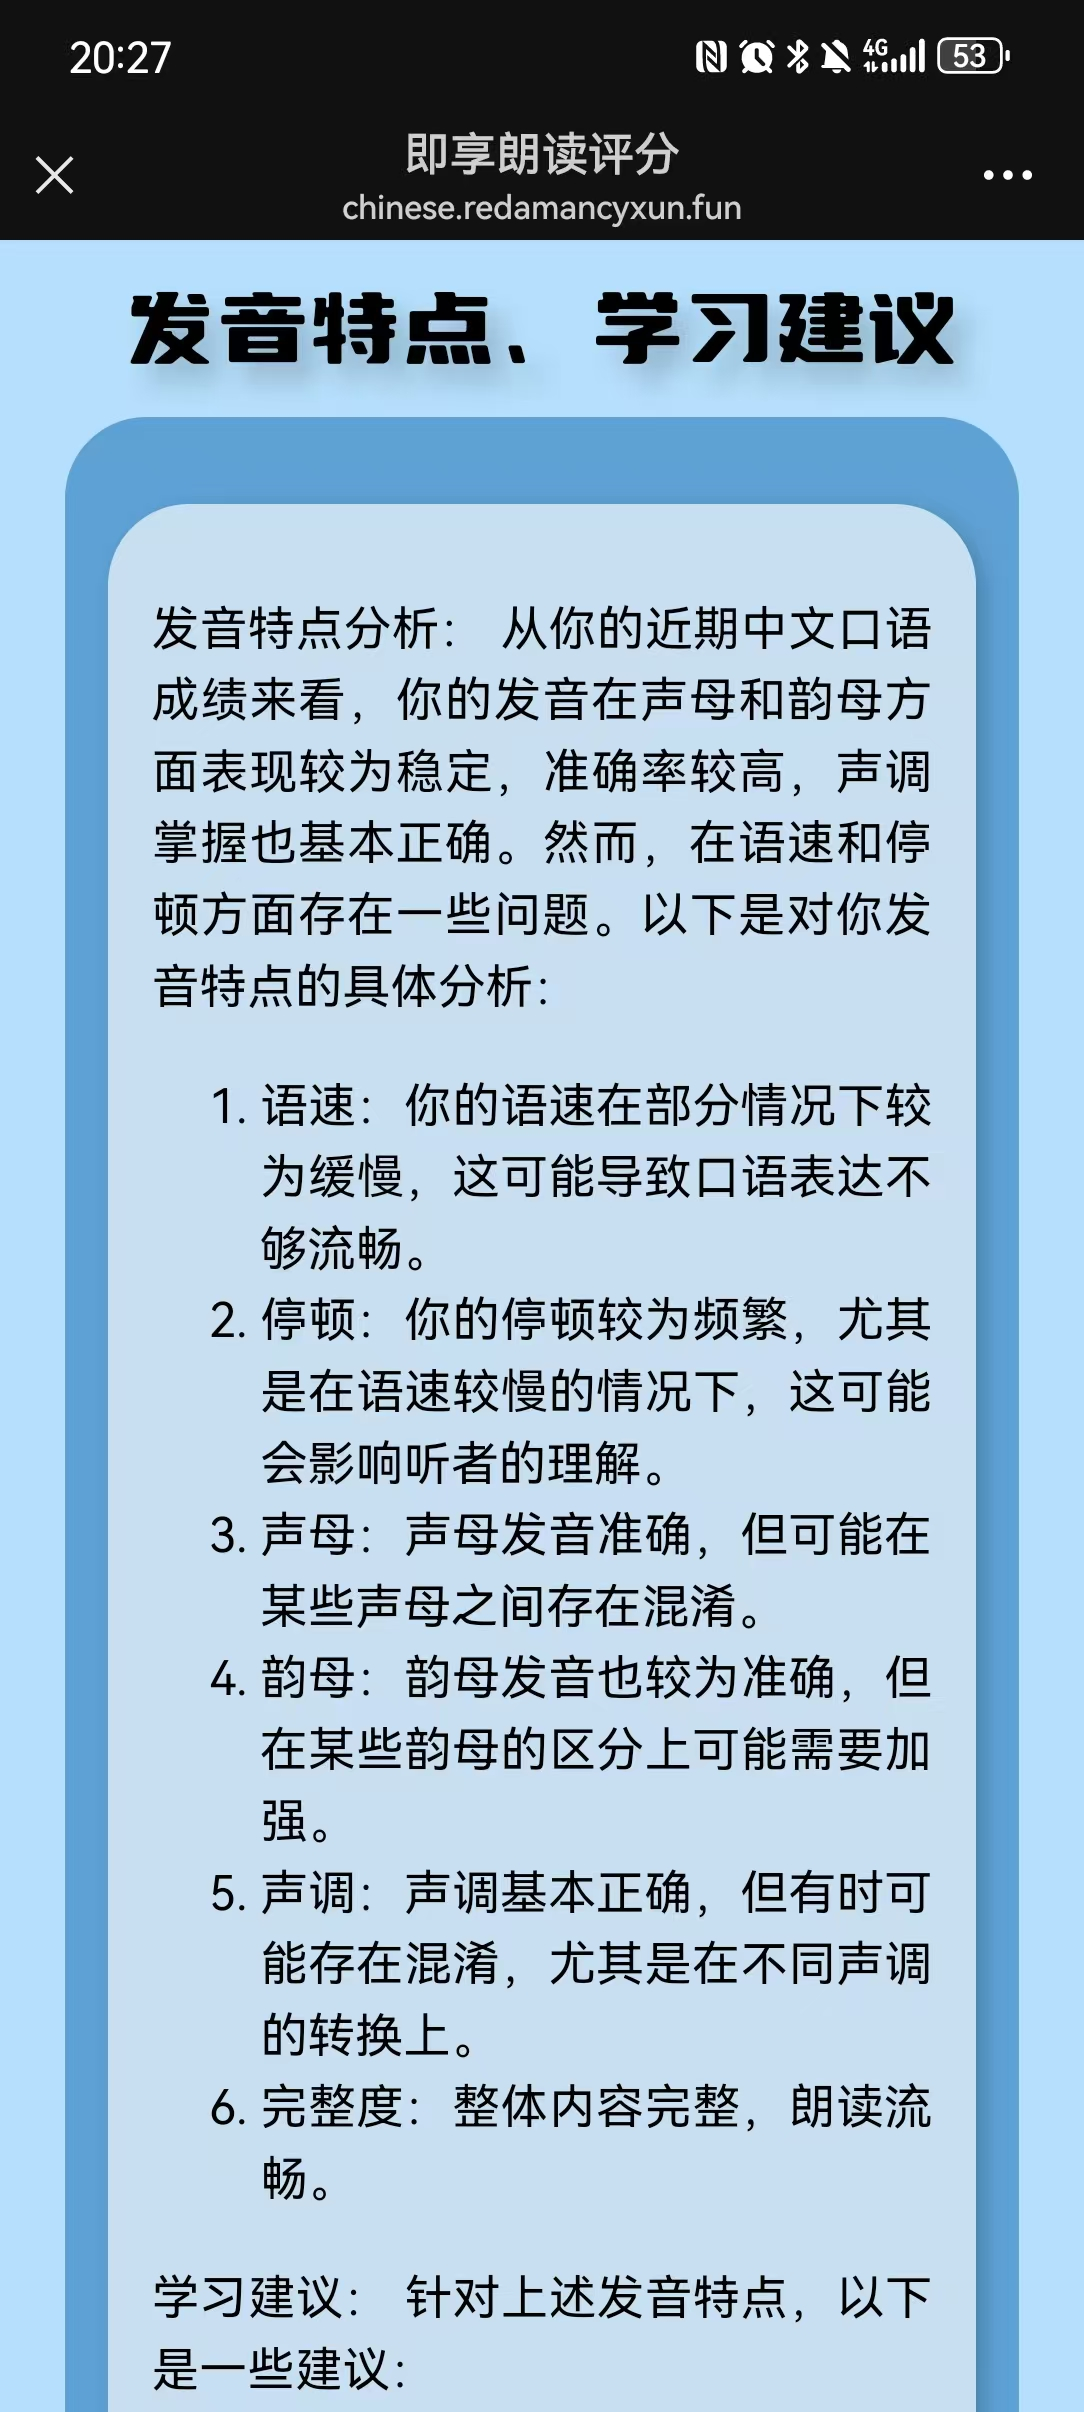 20:27
4G
53
即享朗读评分
chinese.redamancyxun.fun
发音特点、学习建议
发音特点分析： 从你的近期中文口语
成绩来看，你的发音在声母和韵母方
面表现较为稳定，准确率较高，声调
掌握也基本正确。然而，在语速和停
顿方面存在一些问题。以下是对你发
音特点的具体分析：
1. 语速：你的语速在部分情况下较
为缓慢，这可能导致口语表达不
够流畅。
2. 停顿：你的停顿较为频繁，尤其
是在语速较慢的情况下，这可能
会影响听者的理解。
3. 声母：声母发音准确，但可能在
某些声母之间存在混淆。
4. 韵母：韵母发音也较为准确，但
在某些韵母的区分上可能需要加
强。
5. 声调：声调基本正确，但有时可
能存在混淆，尤其是在不同声调
的转换上。
6. 完整度：整体内容完整，朗读流
畅。
学习建议： 针对上述发音特点，以下
是一些建议：